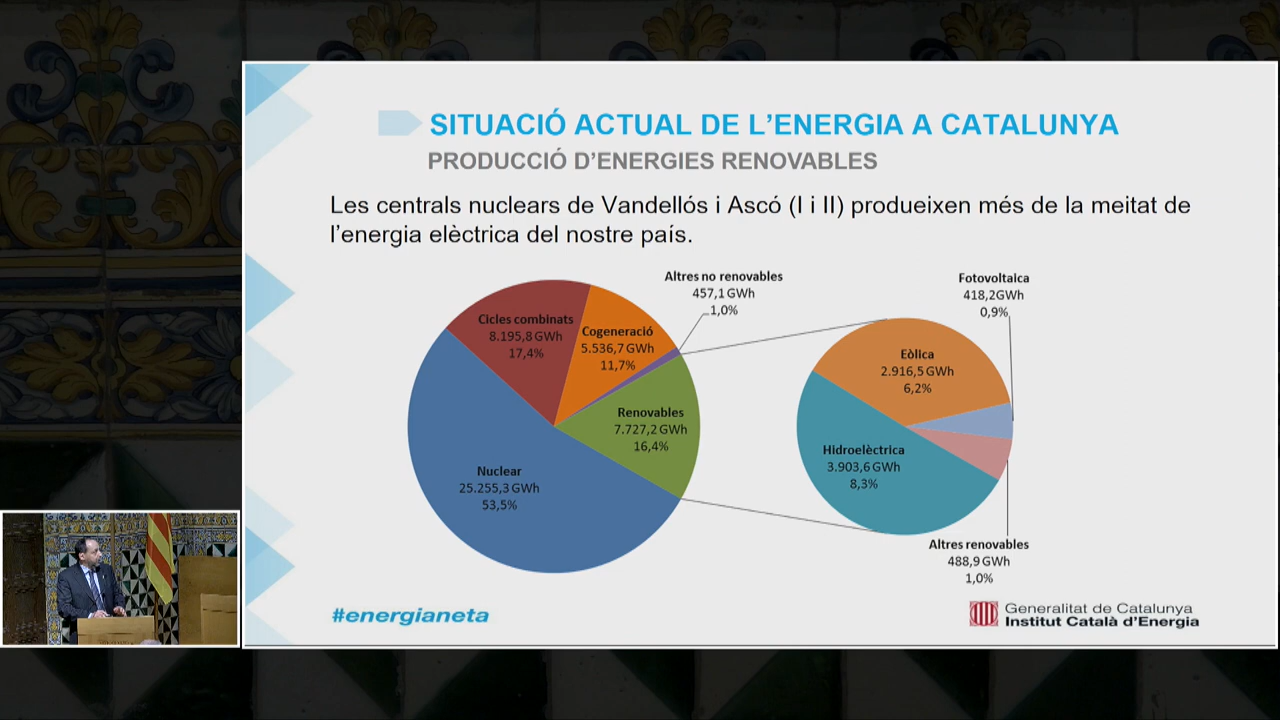 SITUACIÓ ACTUAL DE L'ENERGIA A CATALUNYA
PRODUCCIÓ D'ENERGIES RENOVABLES
Les centrals nuclears de Vandellós i Ascó (I i II) produeixen més de la meitat de
l'energia elèctrica del nostre país.
Altres no renovables
457,1 GWh
1,0%
Cicles combinats
8.195,8 GWh
17,4%
Cogeneració
5.536,7 GWh
11,7%
Renovables
7.727,2 GWh
16,4%
Nuclear
25.255,3 GWh
53,5%
Fotovoltaica
418,2GWh
0,9%
Eòlica
2.916,5 GWh
6,2%
Hidroelèctrica
3.903,6 GWh
8,3%
Altres renovables
488,9 GWh
1,0%
#energianeta
Generalitat de Catalunya
Institut Català d'Energia